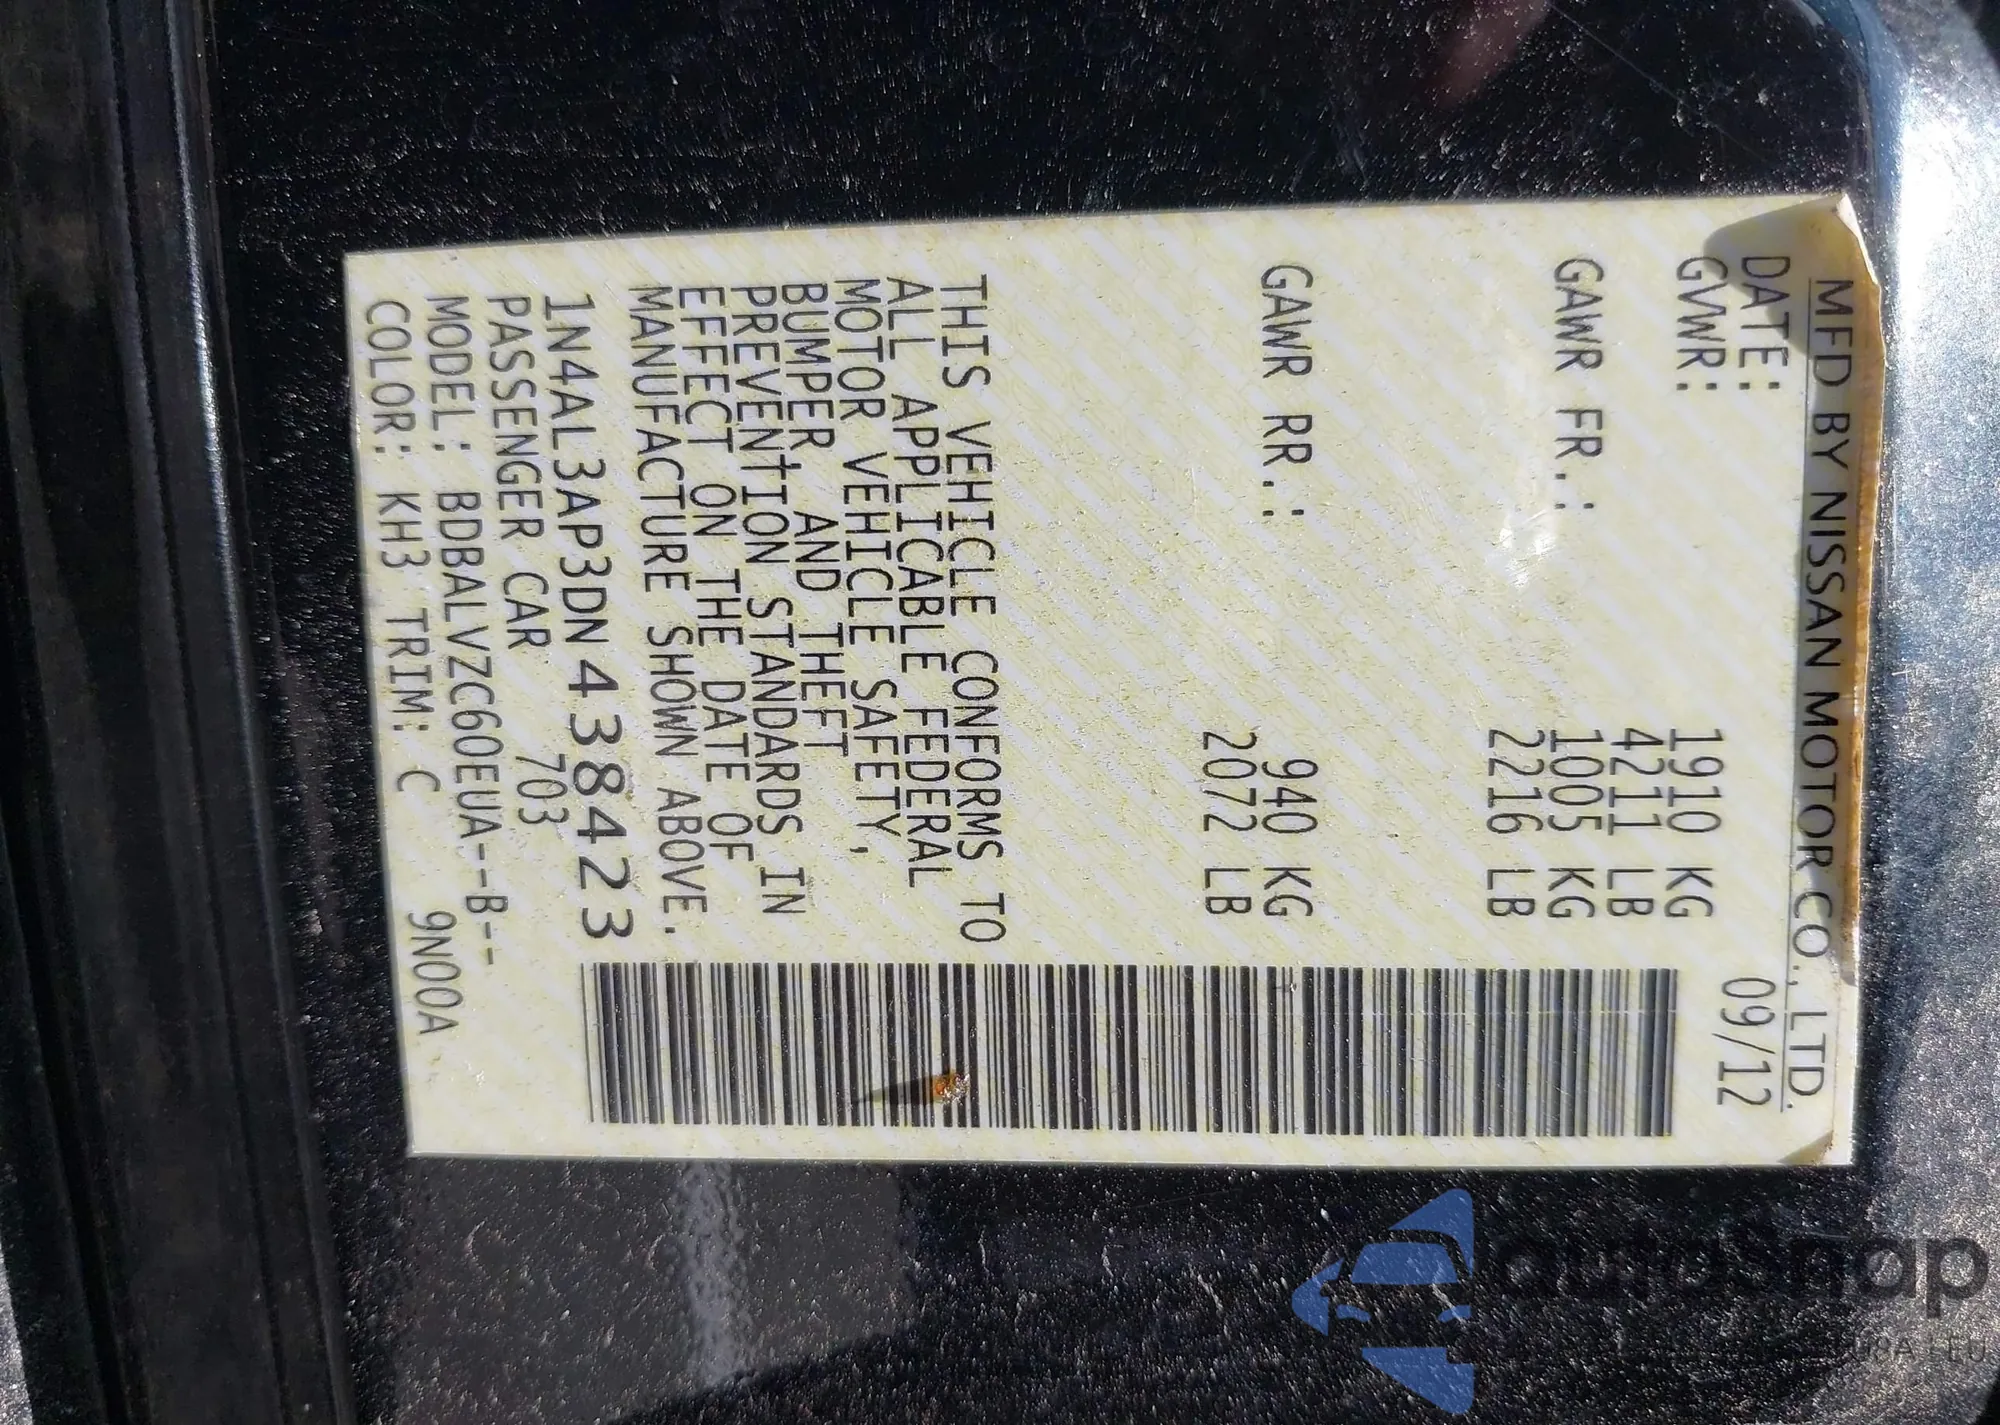 MFD BY NISSAN MOTOR CO., LTD.
DATE: 09/12
GVWR: 1910 KG
4211 LB
GAWR FR.: 1005 KG
2216 LB
GAWR RR.: 940 KG
2072 LB
THIS VEHICLE CONFORMS TO
ALL APPLICABLE FEDERAL
MOTOR VEHICLE SAFETY,
BUMPER, AND THEFT
PREVENTION STANDARDS IN
EFFECT ON THE DATE OF
MANUFACTURE SHOWN ABOVE.
1N4AL3AP3DN438423
PASSENGER CAR 703
MODEL: BDBALVZC60EUA--B--
COLOR: KH3 TRIM: C 9N00A
autosnap